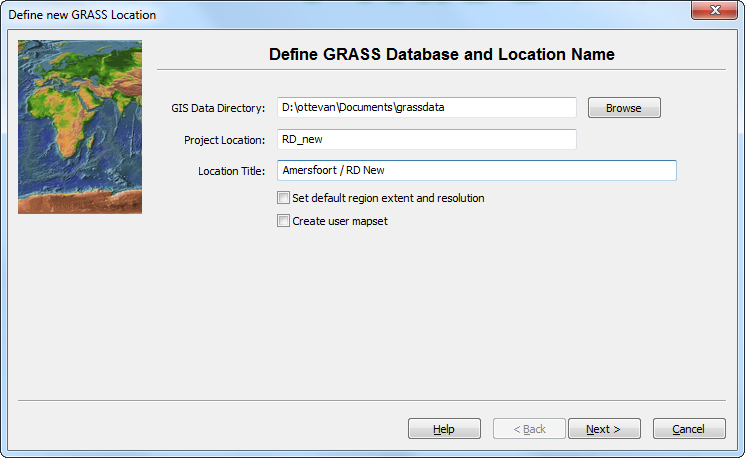 Define new GRASS Location
Define GRASS Database and Location Name
GIS Data Directory: D:\ottevan\Documents\grassdata Browse
Project Location: RD_new
Location Title: Amersfoort / RD New
Set default region extent and resolution
Create user mapset
Help < Back Next > Cancel